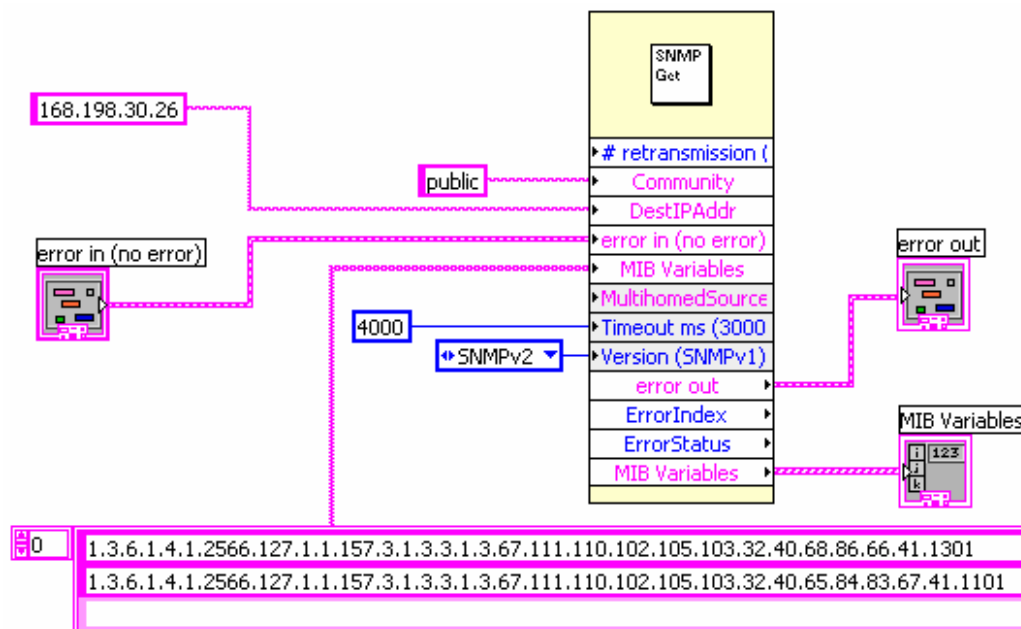 SNMP
Get
168.198.30.26
# retransmission (
public
Community
DestIPAddr
error in (no error)
error in (no error)
error out
MIB Variables
MultihomedSource
4000
Timeout ms (3000
SNMPv2
Version (SNMPv1)
error out
ErrorIndex
MIB Variables
ErrorStatus
i 123
j
k
MIB Variables
0
1.3.6.1.4.1.2566.127.1.1.157.3.1.3.3.1.3.67.111.110.102.105.103.32.40.68.86.66.41.1301
1.3.6.1.4.1.2566.127.1.1.157.3.1.3.3.1.3.67.111.110.102.105.103.32.40.65.84.83.67.41.1101